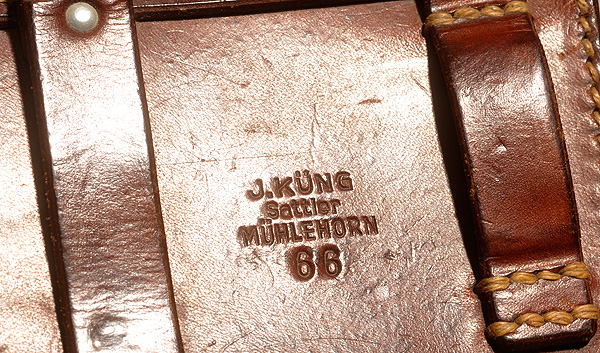 J.KÜNG
Sattler
MÜHLEHORN
66